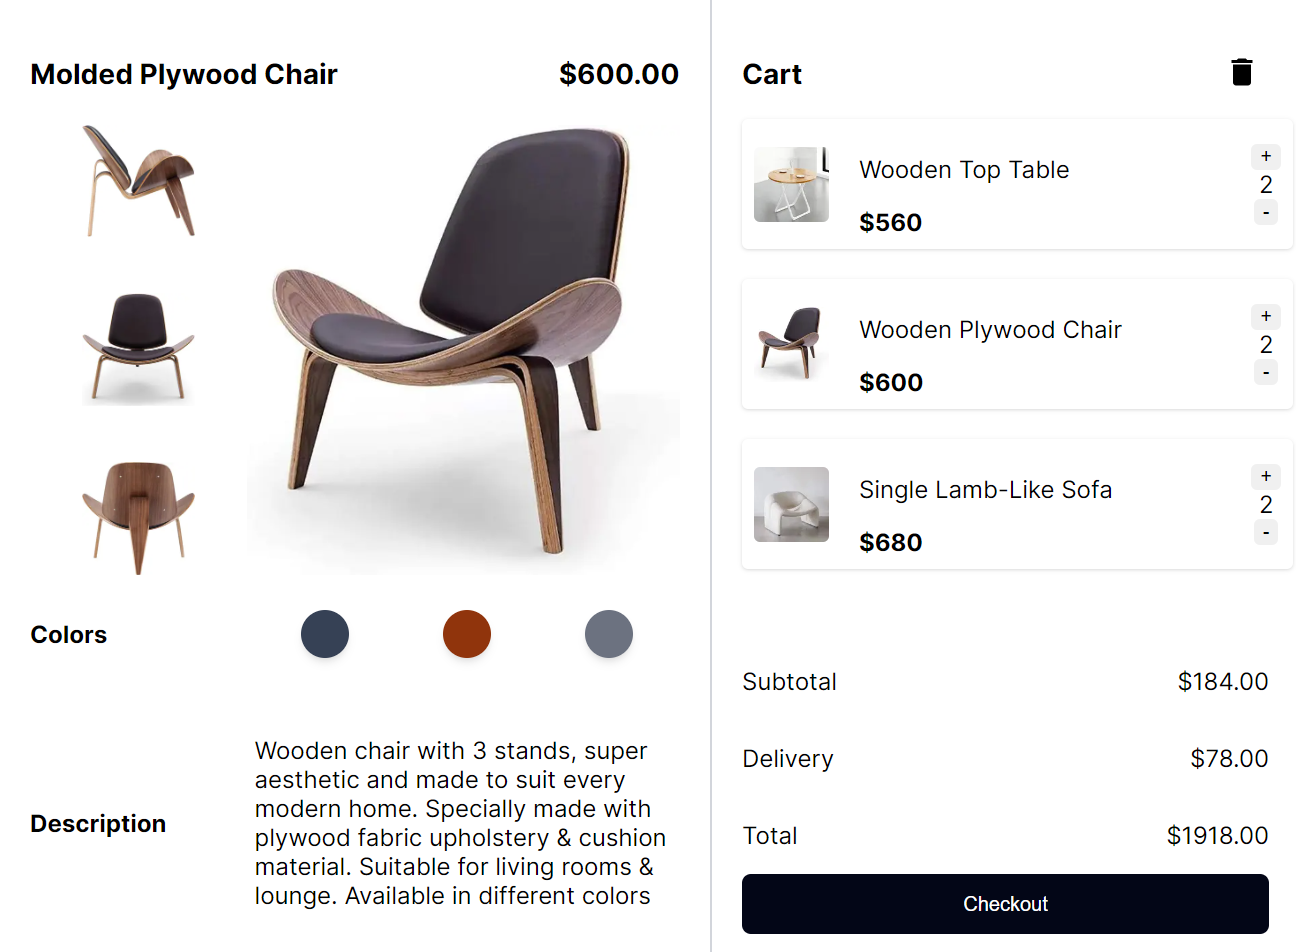 Molded Plywood Chair
$600.00
Colors
Description
Wooden chair with 3 stands, super
aesthetic and made to suit every
modern home. Specially made with
plywood fabric upholstery & cushion
material. Suitable for living rooms &
lounge. Available in different colors
Cart
Wooden Top Table
$560
+
2
-
Wooden Plywood Chair
$600
+
2
-
Single Lamb-Like Sofa
$680
+
2
-
Subtotal
$184.00
Delivery
$78.00
Total
$1918.00
Checkout